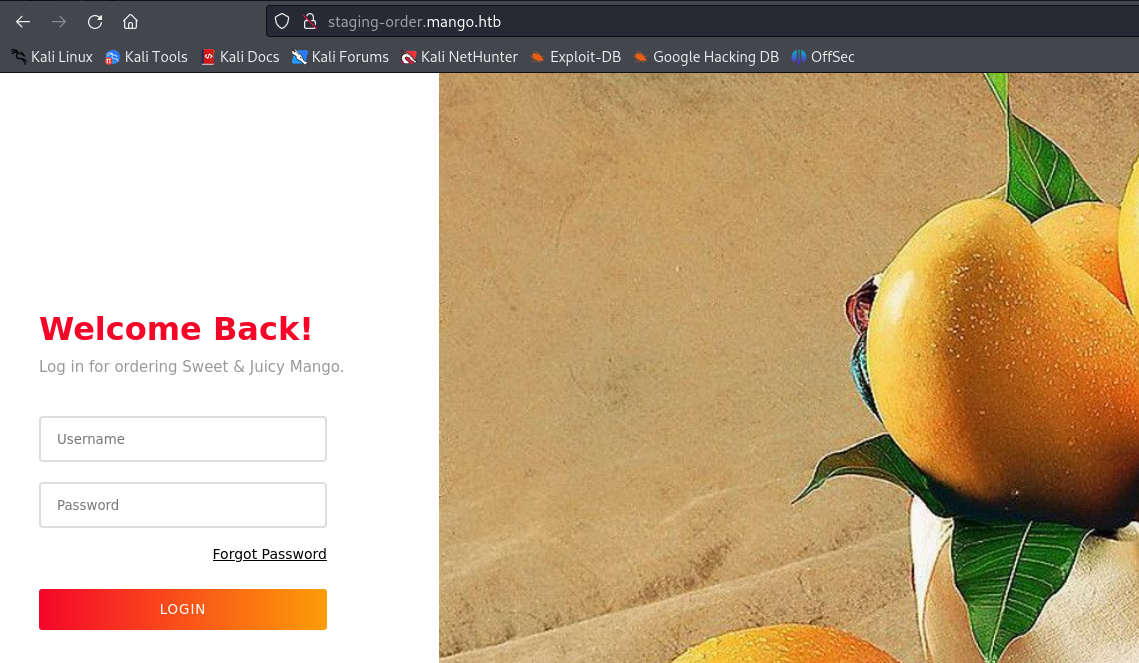 staging-order.mango.htb
Kali Linux Kali Tools Kali Docs Kali Forums Kali NetHunter Exploit-DB Google Hacking DB OffSec
Welcome Back!
Log in for ordering Sweet & Juicy Mango.
Username
Password
Forgot Password
LOGIN